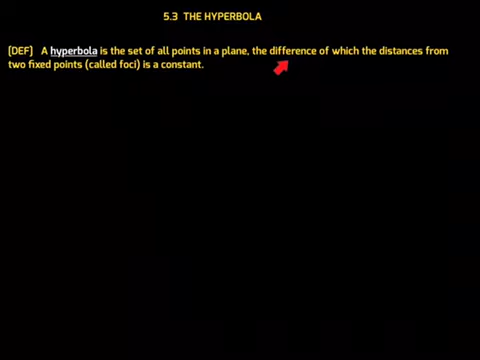 5.3 THE HYPERBOLA
(DEF) A hyperbola is the set of all points in a plane, the difference of which the distances from
two fixed points (called foci) is a constant.